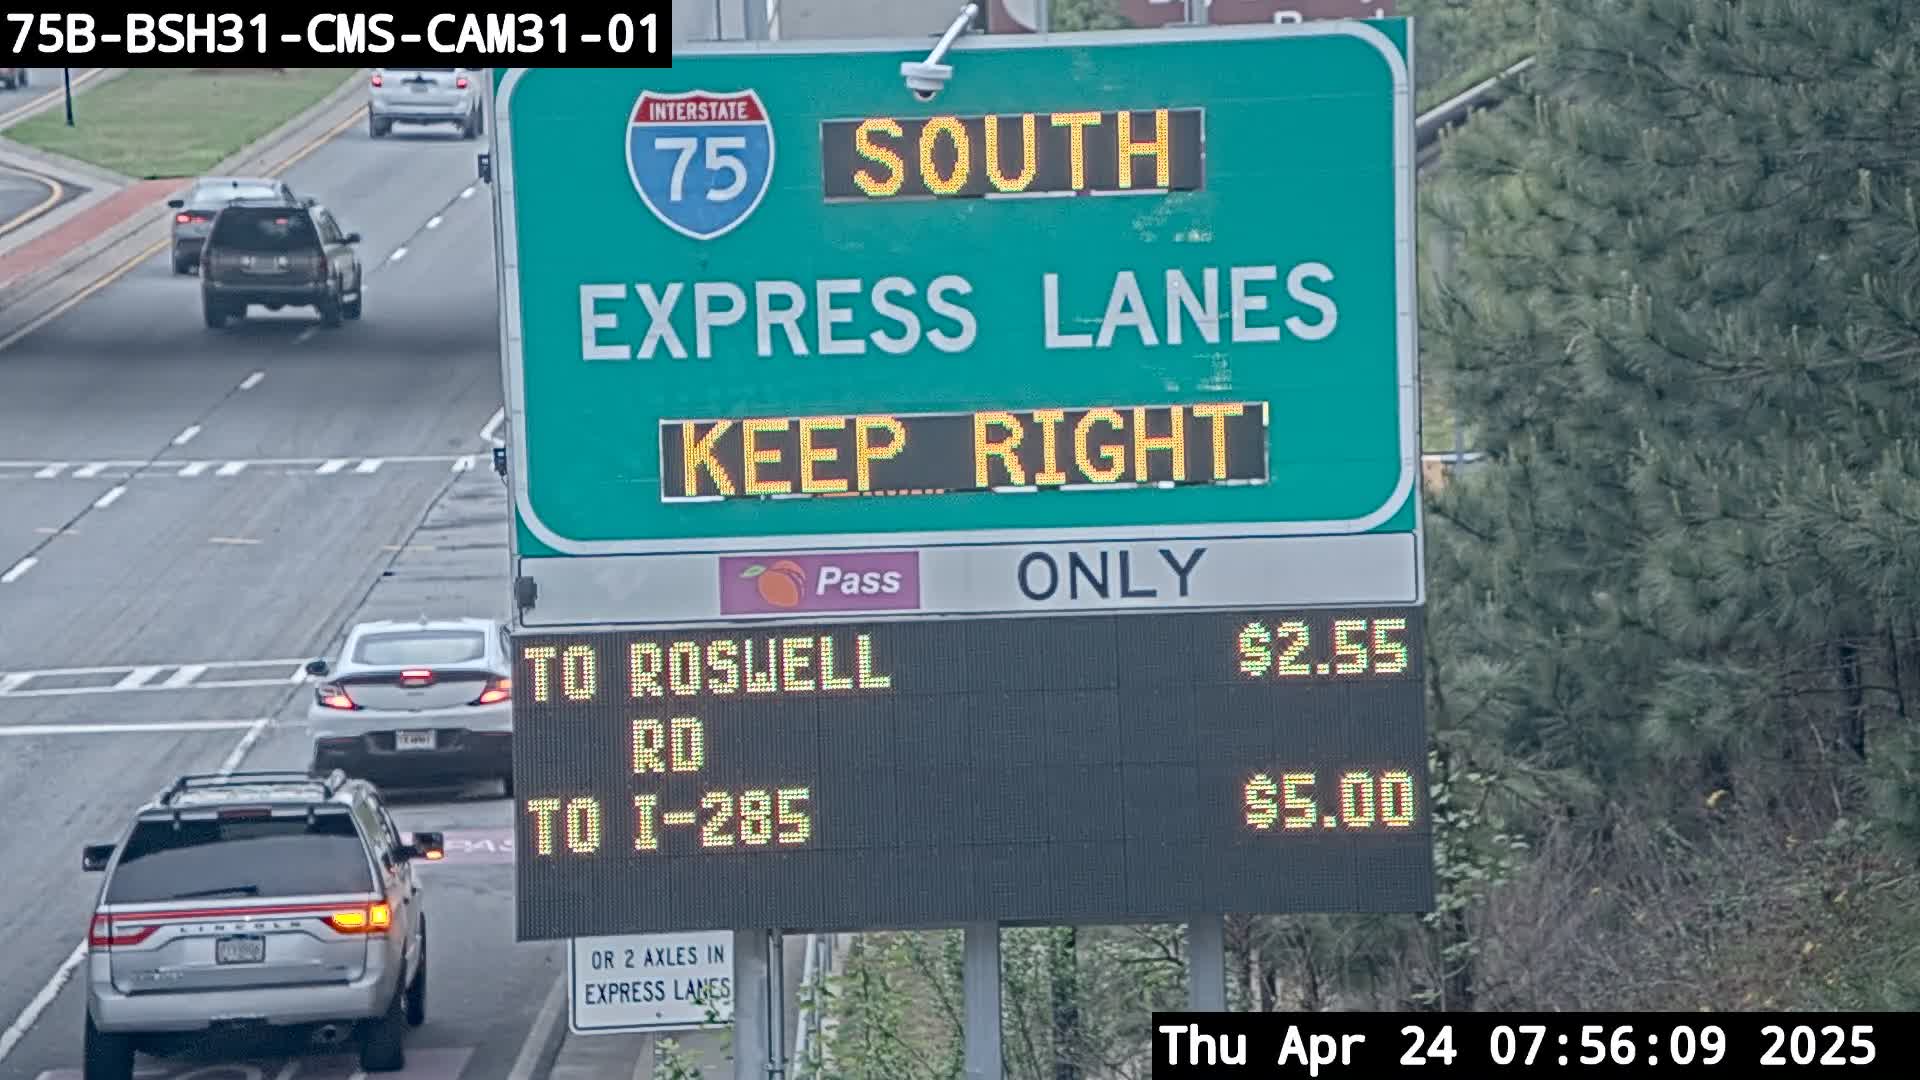 75B-BSH31-CMS-CAM31-01
INTERSTATE
75
SOUTH
EXPRESS LANES
KEEP RIGHT
Pass ONLY
TO ROSWELL $2.55
RD
TO I-285 $5.00
OR 2 AXLES IN
EXPRESS LANES
LINCOLN
Thu Apr 24 07:56:09 2025